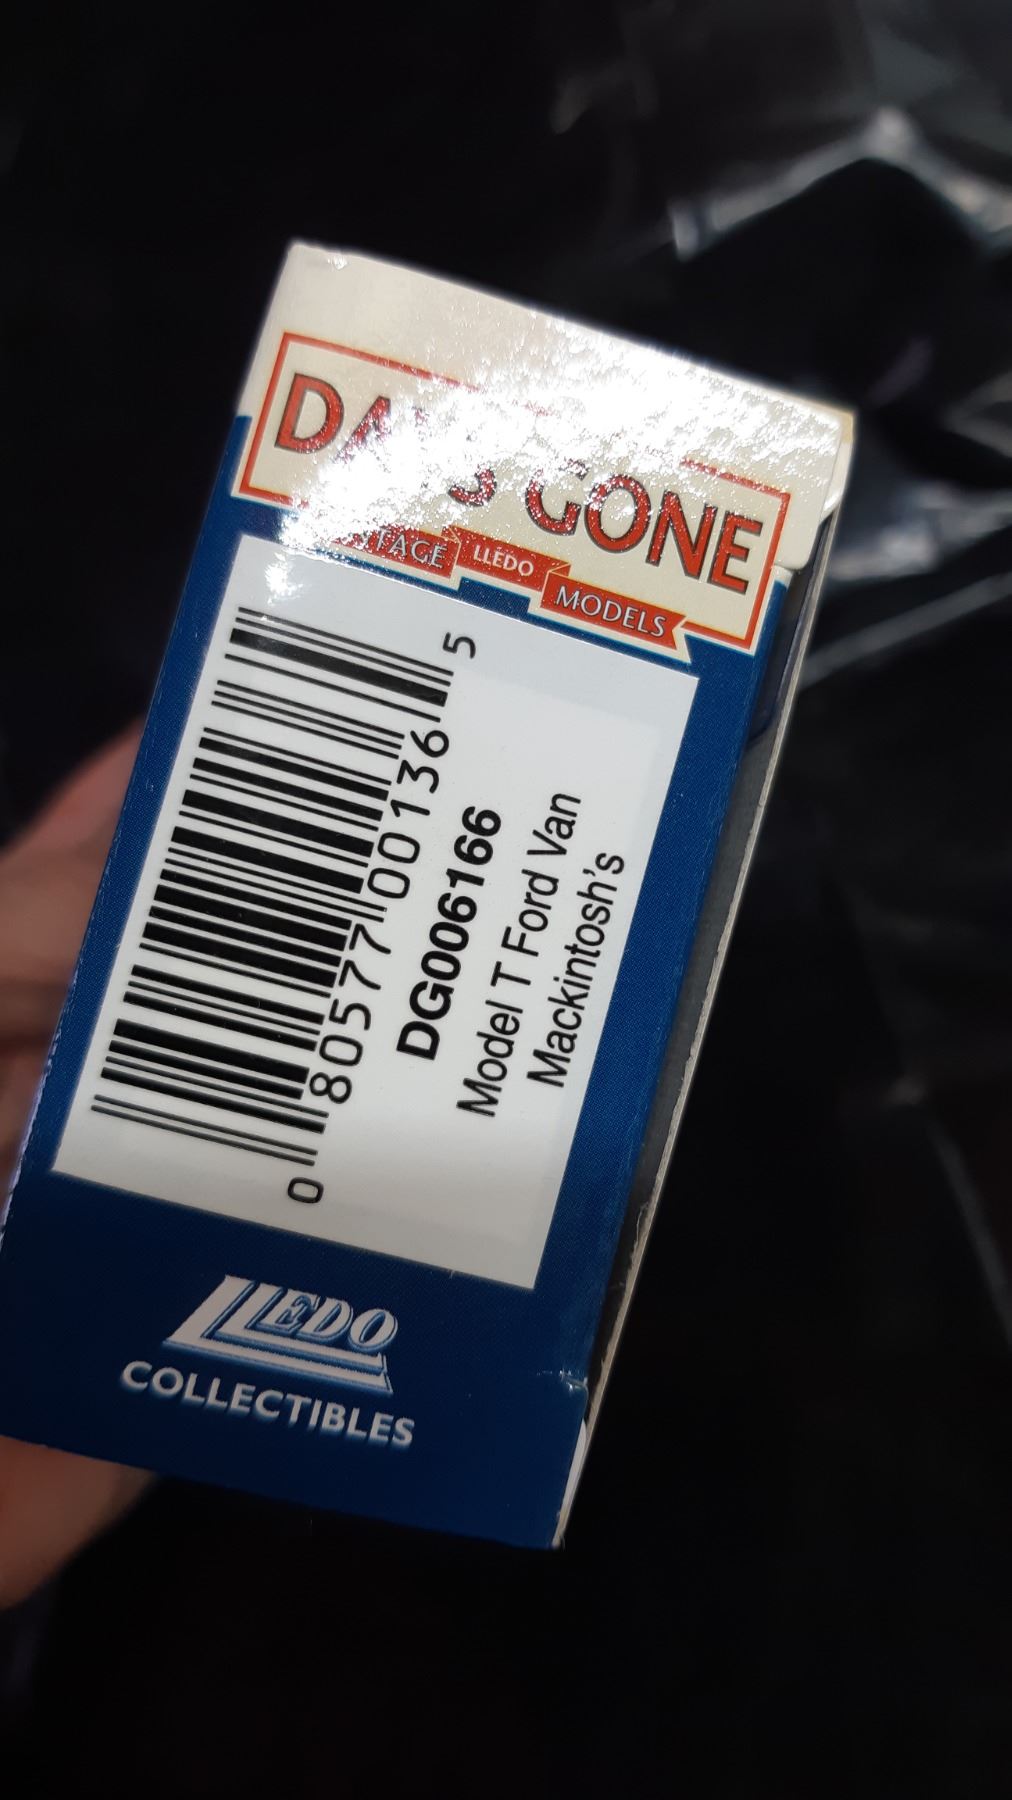 GONE
LLEDO
MODELS
0 80577 00136 5
DG006166
Model T Ford Van
Mackintosh's
LLEDO
COLLECTIBLES